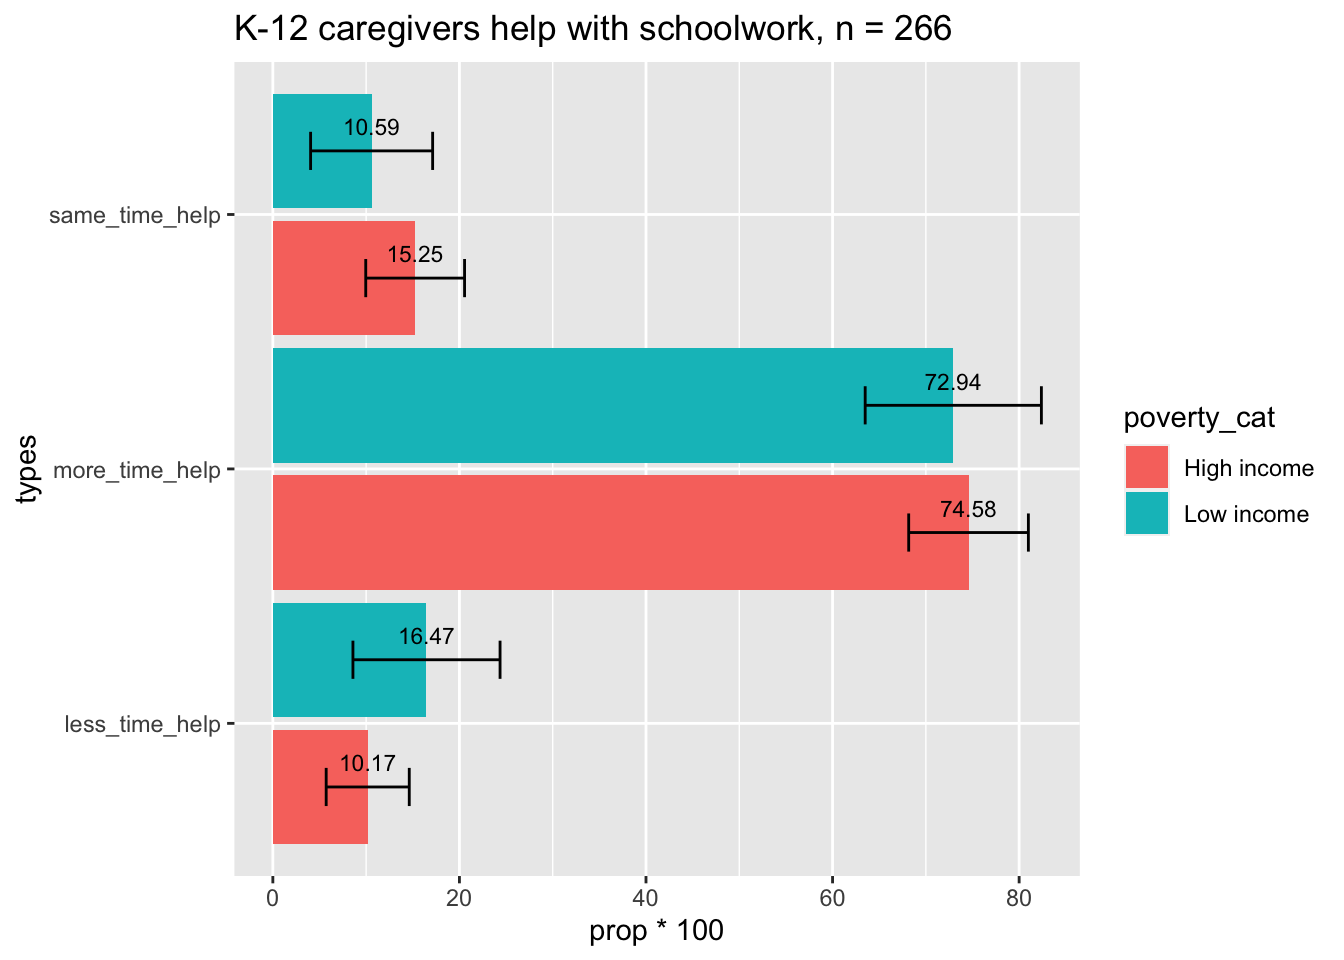 K-12 caregivers help with schoolwork, n = 266
10.59
same_time_help
15.25
72.94
types
more_time_help
74.58
16.47
less_time_help
10.17
0 20 40 60 80
prop * 100
poverty_cat
High income
Low income